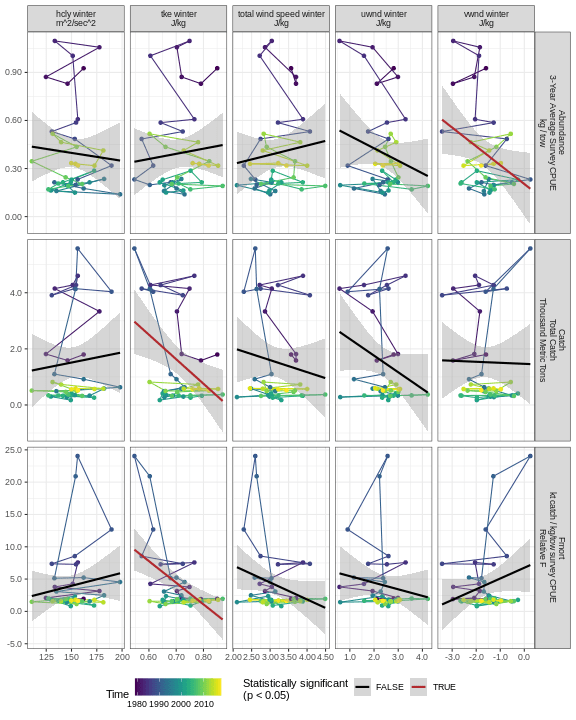 hcly winter
m^2/sec^2
tke winter
J/kg
total wind speed winter
J/kg
uwnd winter
J/kg
vwnd winter
J/kg
0.90
0.60
0.30
0.00
Abundance
3-Year Average Survey CPUE
kg / tow
4.0
2.0
0.0
Catch
Total Catch
Thousand Metric Tons
25.0
20.0
15.0
10.0
5.0
0.0
-5.0
Fmort
kt catch / kg/tow survey CPUE
Relative F
125 150 175 200
0.60 0.70 0.80
2.00 2.50 3.00 3.50 4.00 4.50
1.0 2.0 3.0 4.0
-3.0 -2.0 -1.0 0.0
Time
1980 1990 2000 2010
Statistically significant
(p < 0.05)
FALSE
TRUE